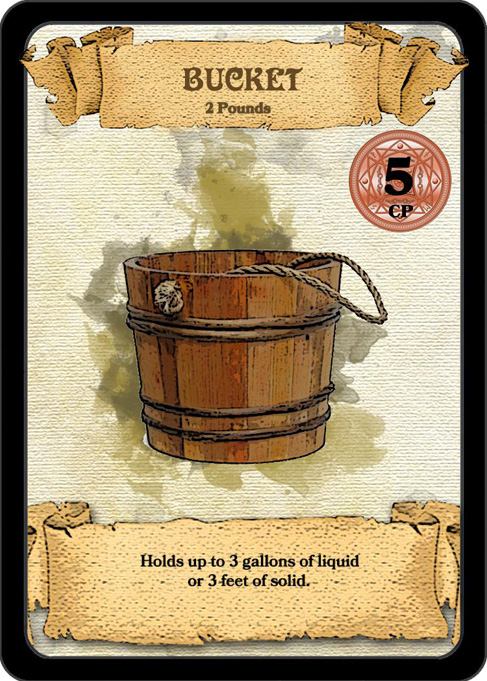 BUCKET
2 Pounds
5
CP
Holds up to 3 gallons of liquid
or 3 feet of solid.